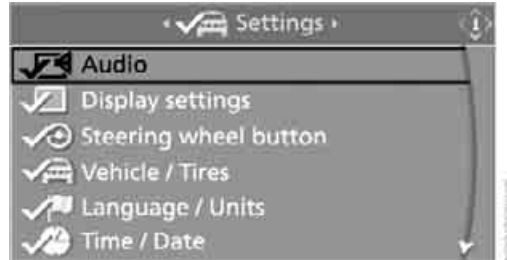 Settings
Audio
Display settings
Steering wheel button
Vehicle / Tires
Language / Units
Time / Date